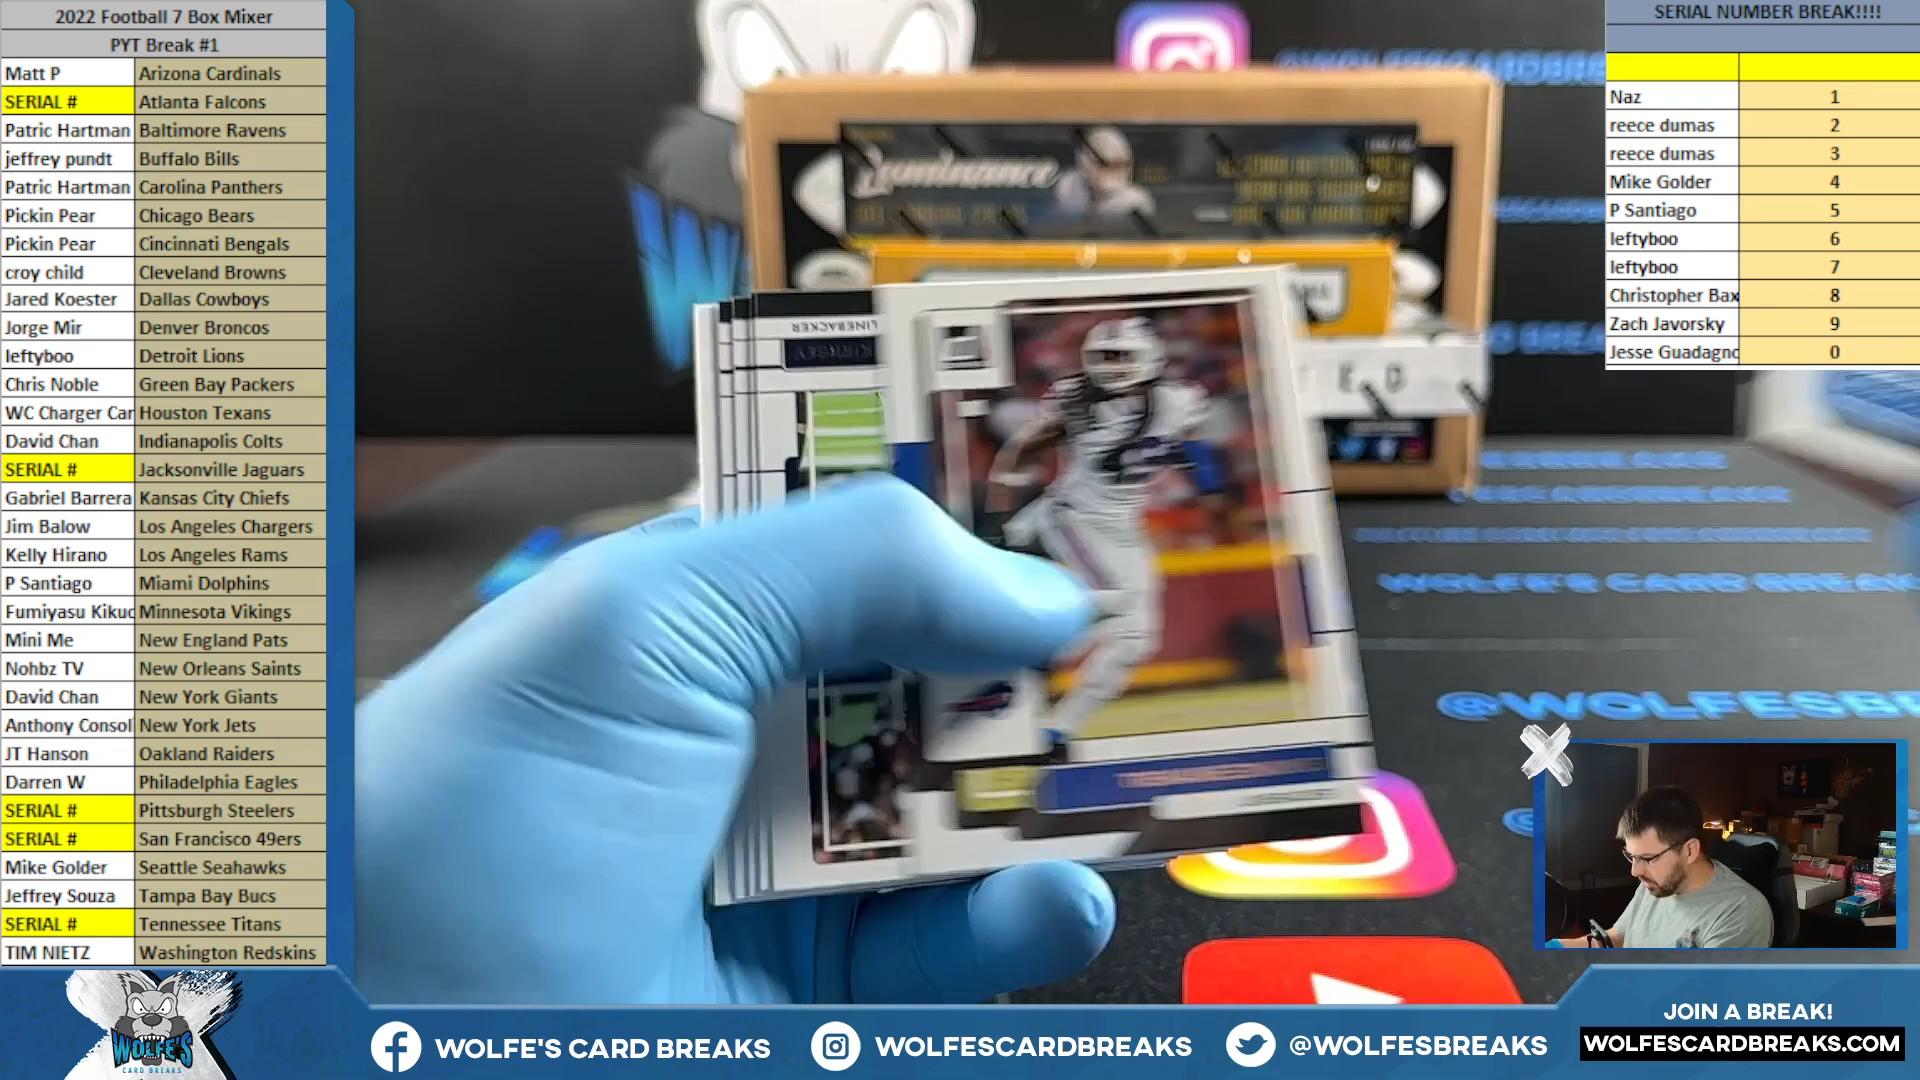 2022 Football 7 Box Mixer
PYT Break #1
Matt P Arizona Cardinals
SERIAL # Atlanta Falcons
Patric Hartman Baltimore Ravens
jeffrey pundt Buffalo Bills
Patric Hartman Carolina Panthers
Pickin Pear Chicago Bears
Pickin Pear Cincinnati Bengals
croy child Cleveland Browns
Jared Koester Dallas Cowboys
Jorge Mir Denver Broncos
leftyboo Detroit Lions
Chris Noble Green Bay Packers
WC Charger Car Houston Texans
David Chan Indianapolis Colts
SERIAL # Jacksonville Jaguars
Gabriel Barrera Kansas City Chiefs
Jim Balow Los Angeles Chargers
Kelly Hirano Los Angeles Rams
P Santiago Miami Dolphins
Fumiyasu Kikuc Minnesota Vikings
Mini Me New England Pats
Nohbz TV New Orleans Saints
David Chan New York Giants
Anthony Consol New York Jets
JT Hanson Oakland Raiders
Darren W Philadelphia Eagles
SERIAL # Pittsburgh Steelers
SERIAL # San Francisco 49ers
Mike Golder Seattle Seahawks
Jeffrey Souza Tampa Bay Bucs
SERIAL # Tennessee Titans
TIM NIETZ Washington Redskins
SERIAL NUMBER BREAK!!!!
Naz 1
reece dumas 2
reece dumas 3
Mike Golder 4
P Santiago 5
leftyboo 6
leftyboo 7
Christopher Bax 8
Zach Javorsky 9
Jesse Guadagno 0
Luminance
LINEBACKER
KIRKSEY
E D
WOLFE'S CARD BREAK
@WOLFESB
WOLFE'S
CARD BREAKS
WOLFE'S CARD BREAKS
WOLFESCARDBREAKS
@WOLFESBREAKS
JOIN A BREAK!
WOLFESCARDBREAKS.COM